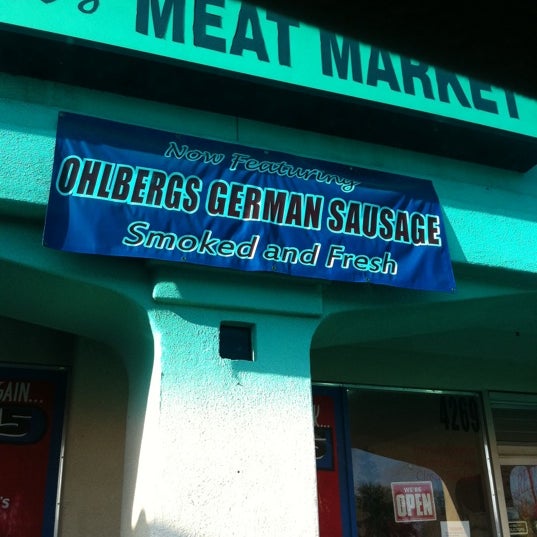 MEAT MARKET
Now Featuring
OHLBERGS GERMAN SAUSAGE
Smoked and Fresh
4269
WE'RE
OPEN